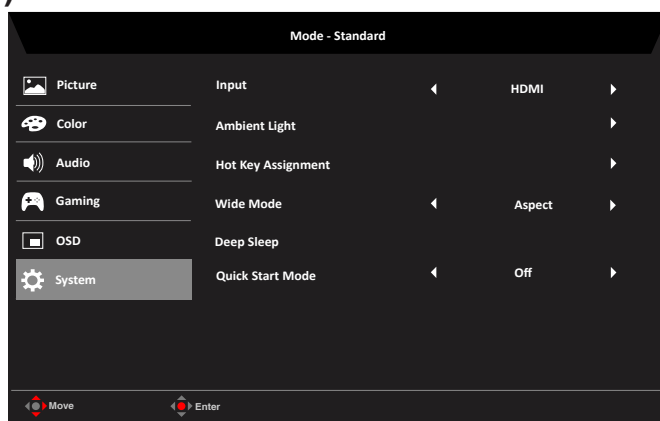 Mode - Standard
Picture
Input
HDMI
Color
Ambient Light
Audio
Hot Key Assignment
Gaming
Wide Mode
Aspect
OSD
Deep Sleep
System
Quick Start Mode
Off
Move
Enter